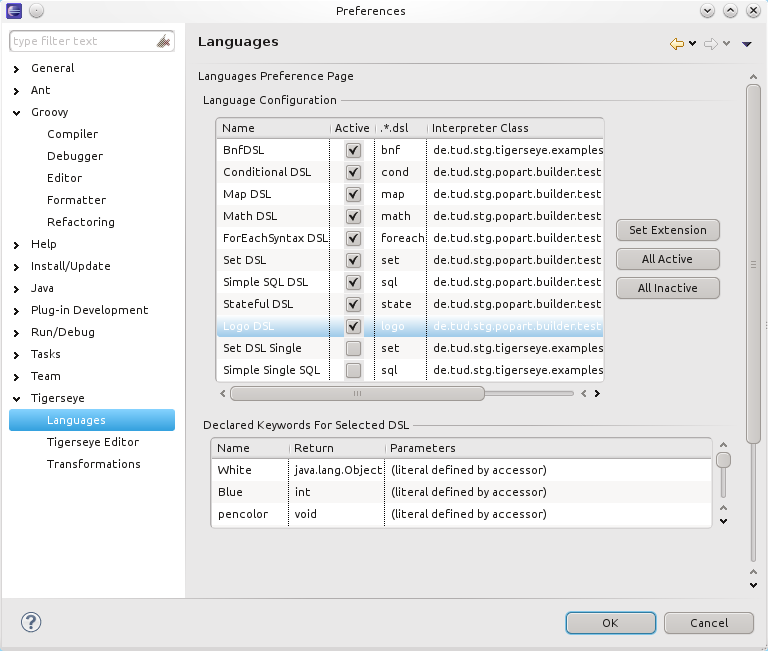 Preferences
type filter text
General
Ant
Groovy
Compiler
Debugger
Editor
Formatter
Refactoring
Help
Install/Update
Java
Plug-in Development
Run/Debug
Tasks
Team
Tigerseye
Languages
Tigerseye Editor
Transformations
Languages
Languages Preference Page
Language Configuration
Name Active .*.dsl Interpreter Class
BnfDSL bnf de.tud.stg.tigerseye.examples
Conditional DSL cond de.tud.stg.popart.builder.test
Map DSL map de.tud.stg.popart.builder.test
Math DSL math de.tud.stg.popart.builder.test
ForEachSyntax DSL foreach de.tud.stg.popart.builder.test
Set DSL set de.tud.stg.popart.builder.test
Simple SQL DSL sql de.tud.stg.popart.builder.test
Stateful DSL state de.tud.stg.popart.builder.test
Logo DSL logo de.tud.stg.popart.builder.test
Set DSL Single set de.tud.stg.tigerseye.examples
Simple Single SQL sql de.tud.stg.tigerseye.examples
Set Extension
All Active
All Inactive
Declared Keywords For Selected DSL
Name Return Parameters
White java.lang.Object (literal defined by accessor)
Blue int (literal defined by accessor)
pencolor void (literal defined by accessor)
? OK Cancel